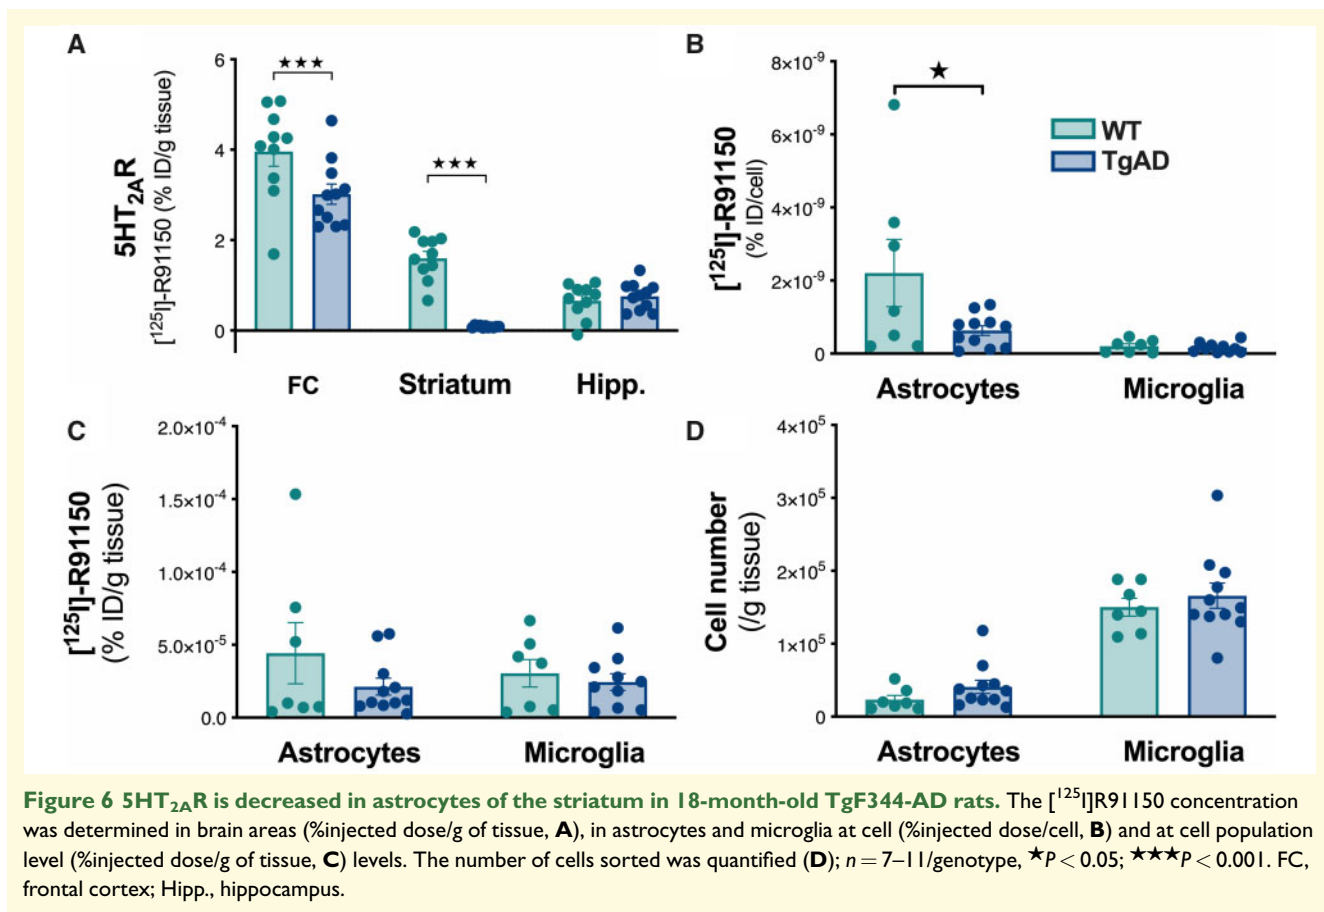 A
5HT2AR
[125I]-R91150 (% ID/g tissue)
6
4
2
0
★★★
★★★
FC
Striatum
Hipp.
B
[125I]-R91150
(% ID/cell)
8×10-9
6×10-9
4×10-9
2×10-9
0
★
WT
TgAD
Astrocytes
Microglia
C
[125I]-R91150
(% ID/g tissue)
2.0×10-4
1.5×10-4
1.0×10-4
5.0×10-5
0.0
Astrocytes
Microglia
D
Cell number
(/g tissue)
4×105
3×105
2×105
1×105
0
Astrocytes
Microglia
Figure 6 5HT2AR is decreased in astrocytes of the striatum in 18-month-old TgF344-AD rats. The [125I]R91150 concentration
was determined in brain areas (%injected dose/g of tissue, A), in astrocytes and microglia at cell (%injected dose/cell, B) and at cell population
level (%injected dose/g of tissue, C) levels. The number of cells sorted was quantified (D); n = 7–11/genotype, ★P < 0.05; ★★★P < 0.001. FC,
frontal cortex; Hipp., hippocampus.